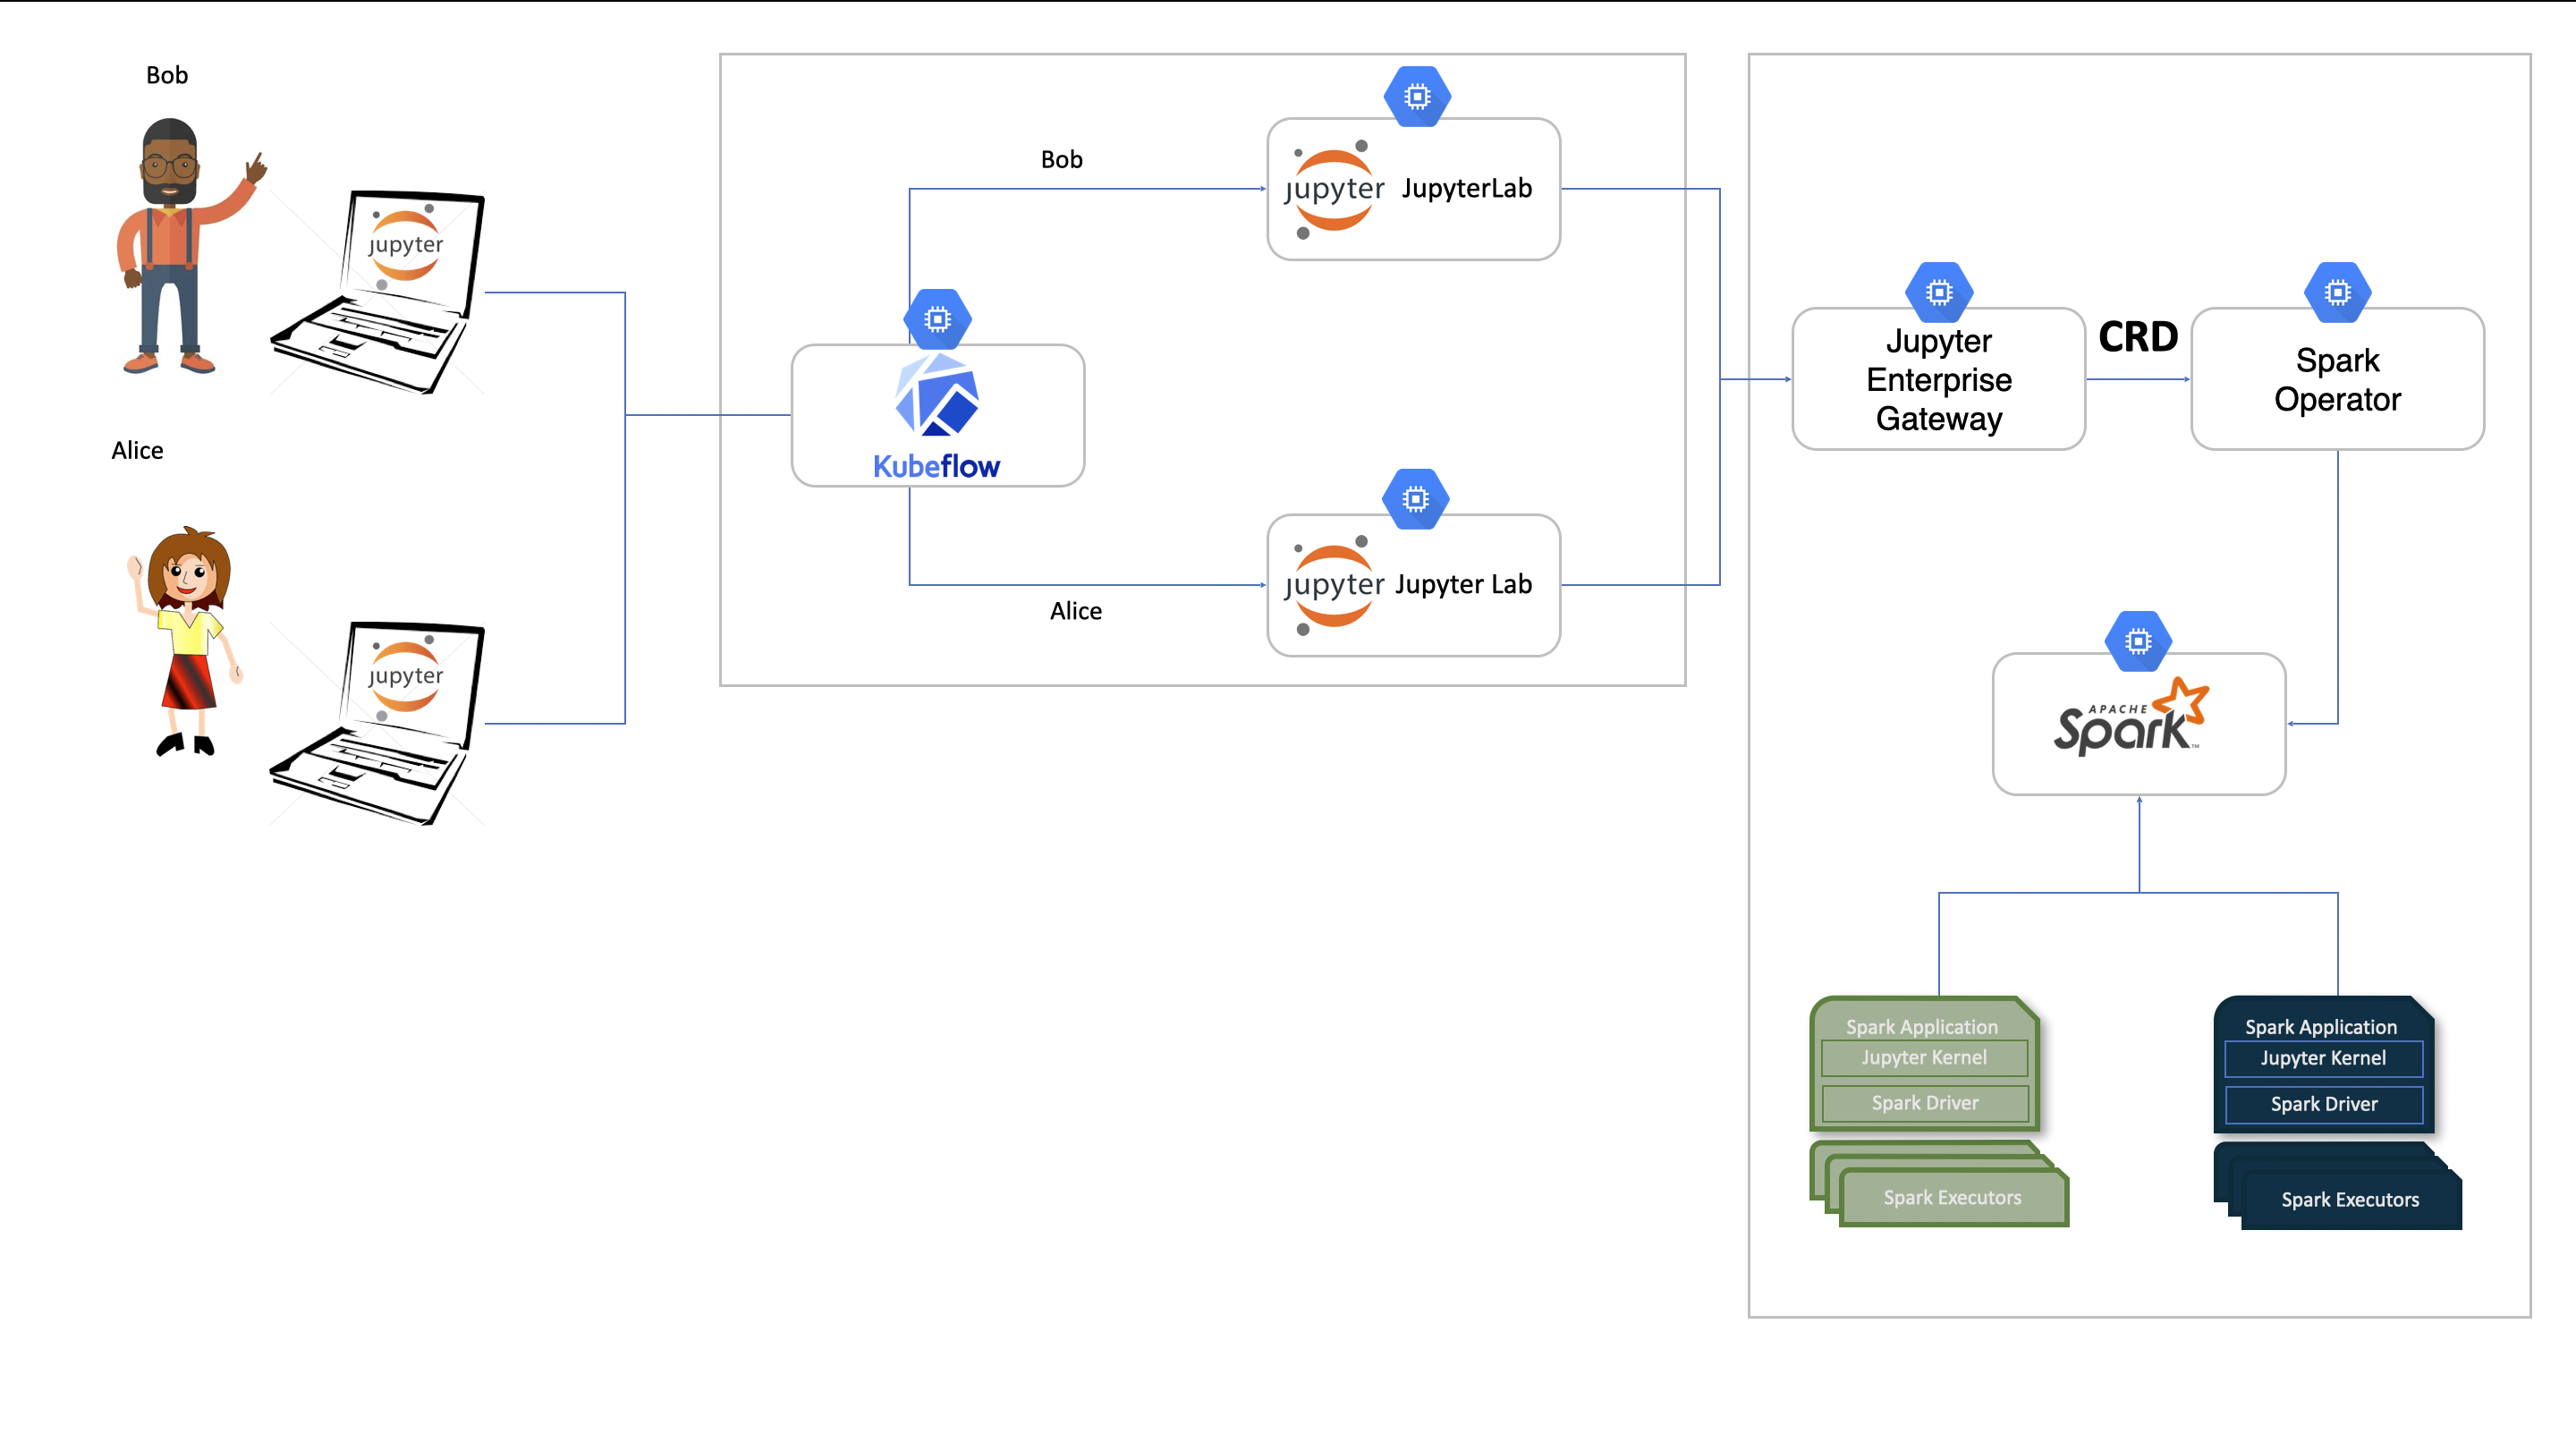 Bob
jupyter
Alice
jupyter
Bob
jupyter JupyterLab
Kubeflow
jupyter Jupyter Lab
Alice
Jupyter
Enterprise
Gateway
CRD
Spark
Operator
APACHE
Spark™
Spark Application
Jupyter Kernel
Spark Driver
Spark Executors
Spark Application
Jupyter Kernel
Spark Driver
Spark Executors